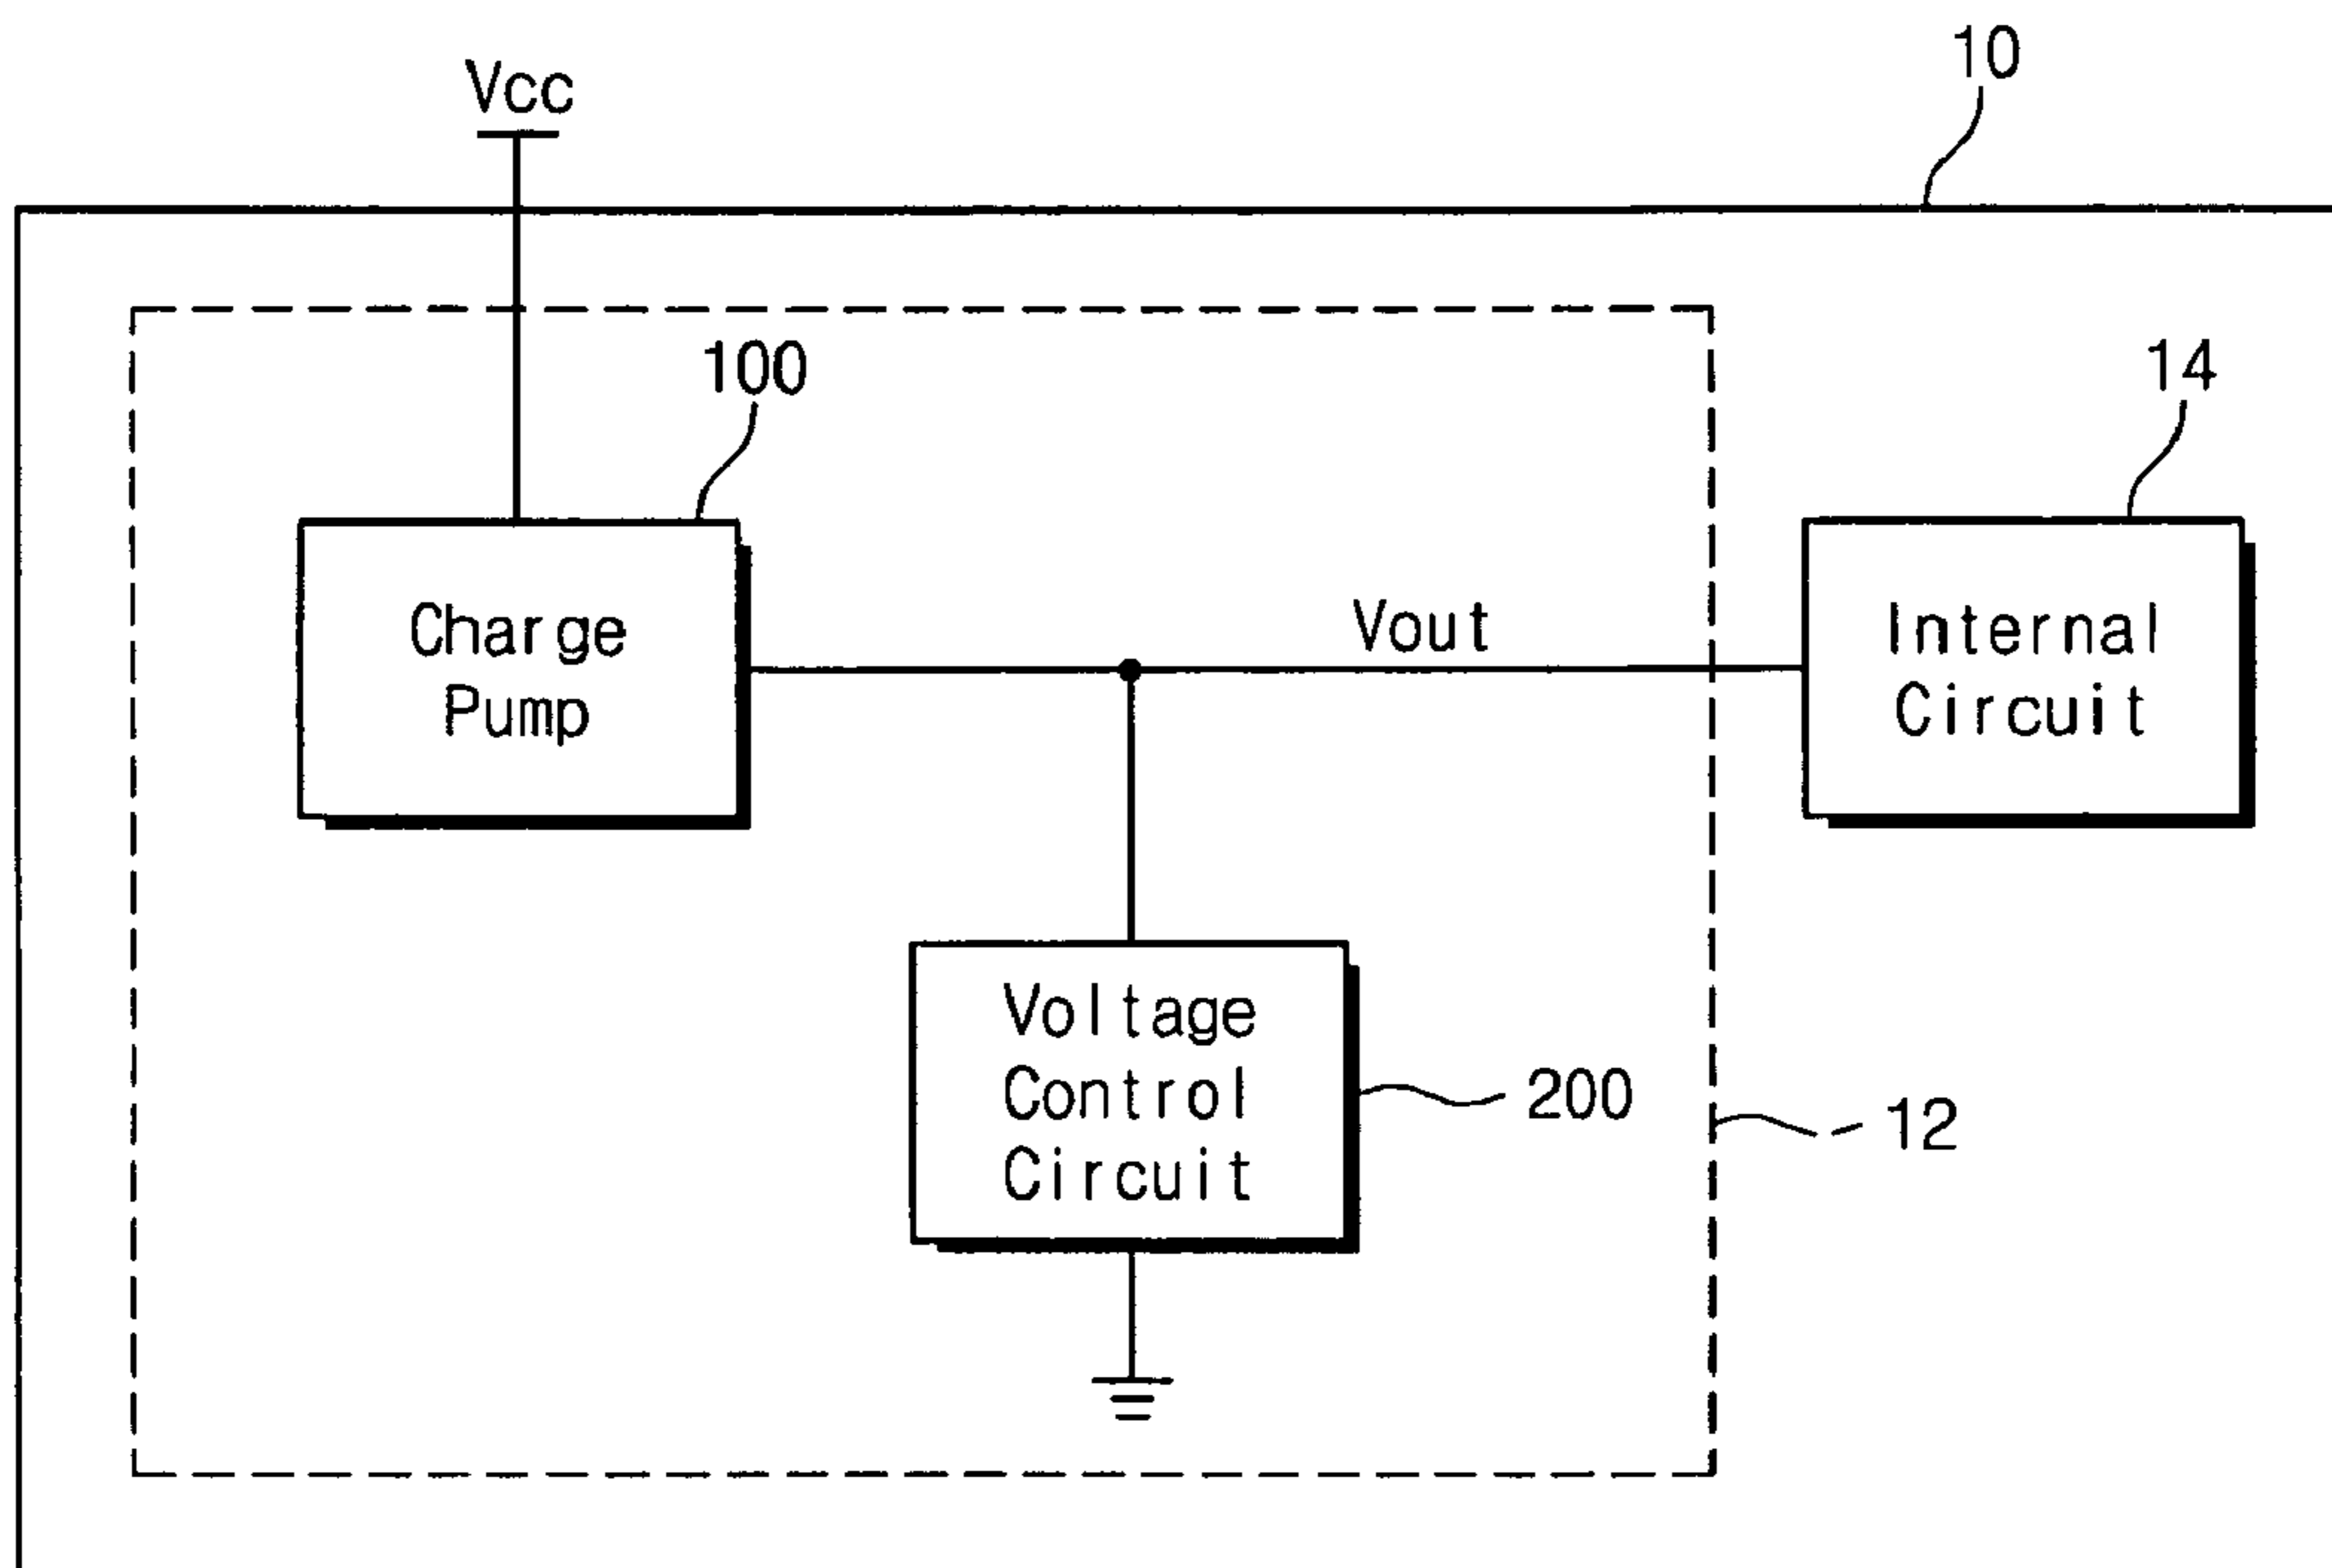 10
Vcc
100
14
Charge
Pump
Vout
Internal
Circuit
Voltage
Control
Circuit
200
12